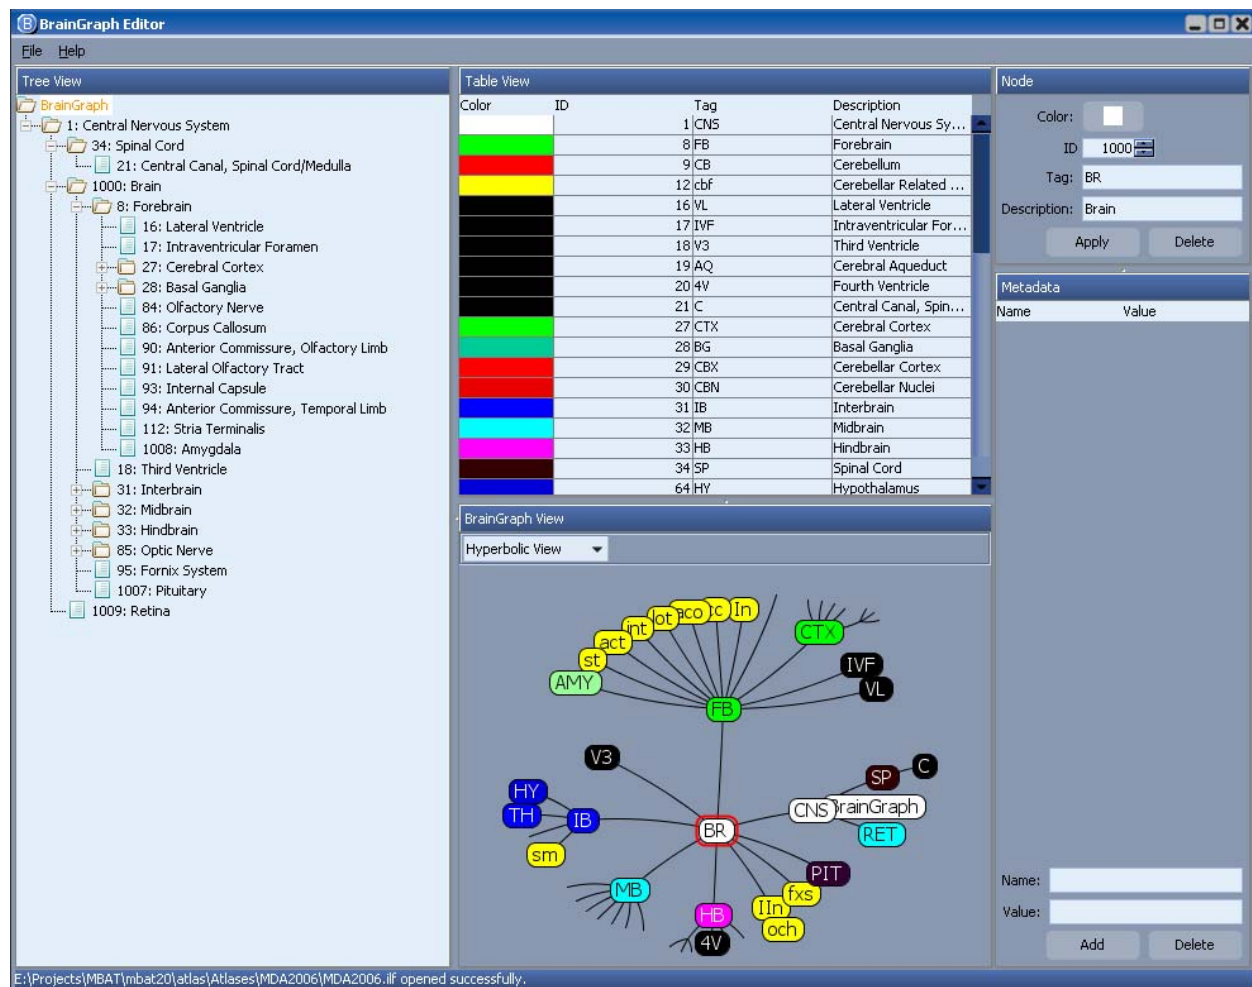 BrainGraph Editor
File Help
Tree View
BrainGraph
1: Central Nervous System
34: Spinal Cord
21: Central Canal, Spinal Cord/Medulla
1000: Brain
8: Forebrain
16: Lateral Ventricle
17: Intraventricular Foramen
27: Cerebral Cortex
28: Basal Ganglia
84: Olfactory Nerve
86: Corpus Callosum
90: Anterior Commissure, Olfactory Limb
91: Lateral Olfactory Tract
93: Internal Capsule
94: Anterior Commissure, Temporal Limb
112: Stria Terminalis
1008: Amygdala
18: Third Ventricle
31: Interbrain
32: Midbrain
33: Hindbrain
85: Optic Nerve
95: Fornix System
1007: Pituitary
1009: Retina
Table View
Color ID Tag Description
1 CNS Central Nervous Sy...
8 FB Forebrain
9 CB Cerebellum
12 cbf Cerebellar Related ...
16 VL Lateral Ventricle
17 IVF Intraventricular For...
18 V3 Third Ventricle
19 AQ Cerebral Aqueduct
20 4V Fourth Ventricle
21 C Central Canal, Spin...
27 CTX Cerebral Cortex
28 BG Basal Ganglia
29 CBX Cerebellar Cortex
30 CBN Cerebellar Nuclei
31 IB Interbrain
32 MB Midbrain
33 HB Hindbrain
34 SP Spinal Cord
64 HY Hypothalamus
BrainGraph View
Hyperbolic View
AMY
st
act
int
lot
aco
cc
In
CTX
IVF
VL
FB
V3
HY
TH
IB
sm
BR
SP
C
CNS
BrainGraph
RET
PIT
fxs
IIn
och
MB
HB
4V
Node
Color:
ID 1000
Tag: BR
Description: Brain
Apply Delete
Metadata
Name Value
Name:
Value:
Add Delete
E:\Projects\MBAT\mbat20\atlas\Atlases\MDA2006\MDA2006.ilf opened successfully.